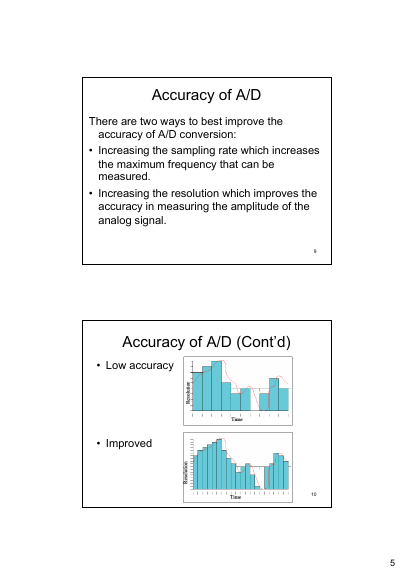 Accuracy of A/D
There are two ways to best improve the
accuracy of A/D conversion:
• Increasing the sampling rate which increases
the maximum frequency that can be
measured.
• Increasing the resolution which improves the
accuracy in measuring the amplitude of the
analog signal.
9
Accuracy of A/D (Cont'd)
• Low accuracy
Resolution
Time
• Improved
Resolution
Time
10
5